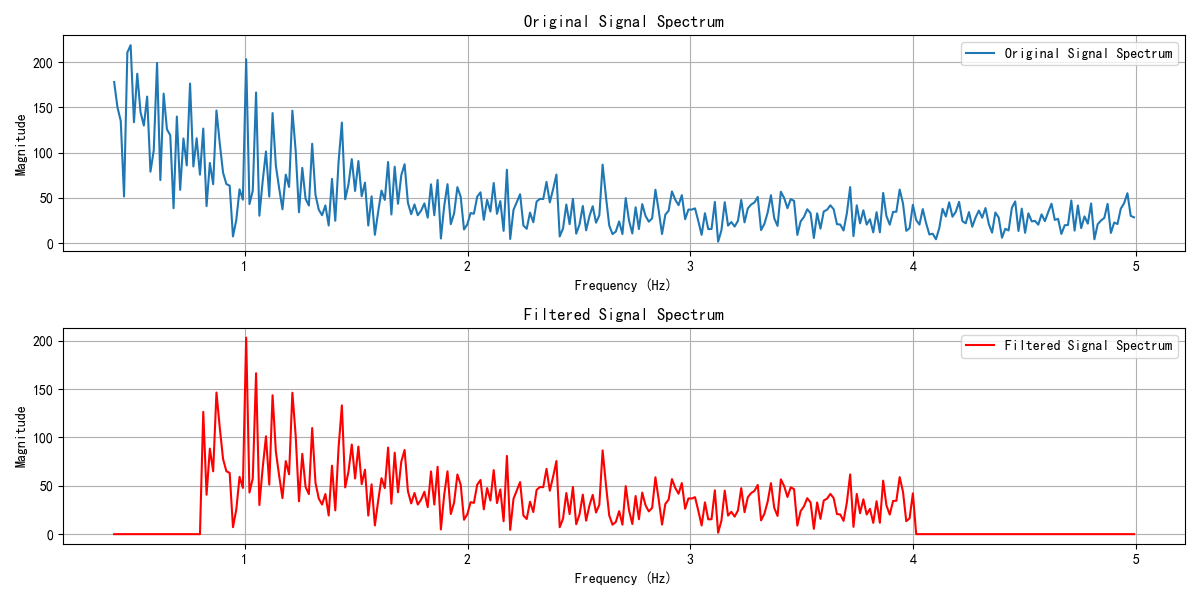 Original Signal Spectrum
Original Signal Spectrum
Magnitude
200
150
100
50
0
1
2
3
4
5
Frequency (Hz)
Filtered Signal Spectrum
Filtered Signal Spectrum
Magnitude
200
150
100
50
0
1
2
3
4
5
Frequency (Hz)